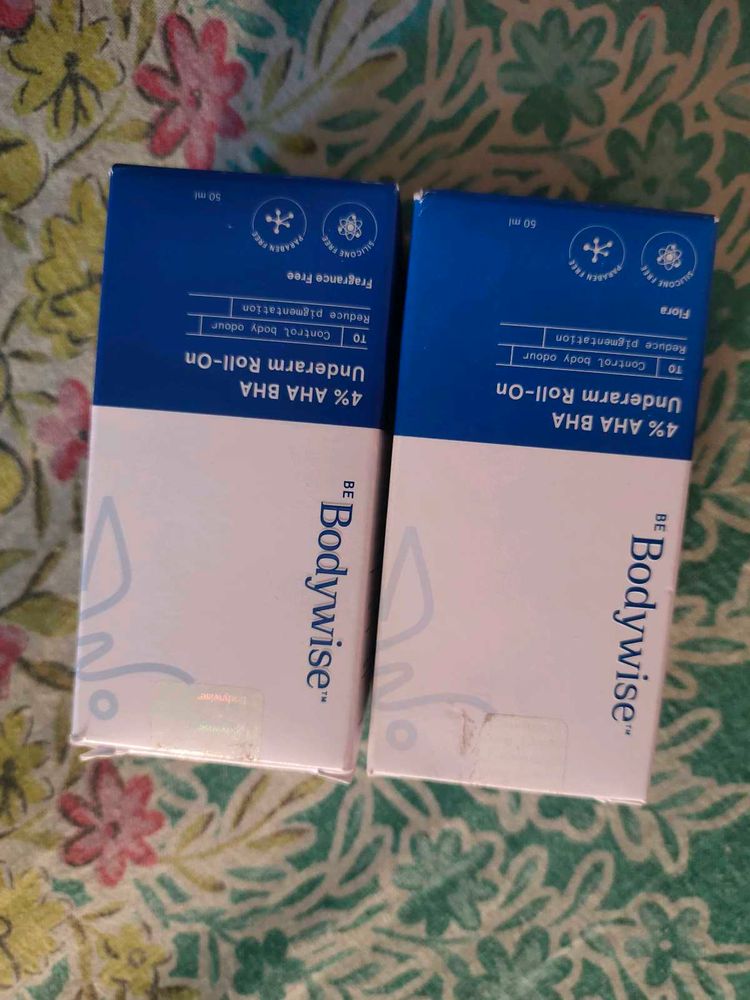 BE
Bodywise™
4% AHA BHA
Underarm Roll-On
TO
Control body odour
Reduce pigmentation
Fragrance Free
SILICONE FREE
PARABEN FREE
50 ml
bodywise
BE
Bodywise™
4% AHA BHA
Underarm Roll-On
TO
Control body odour
Reduce pigmentation
Flora
SILICONE FREE
PARABEN FREE
50 ml